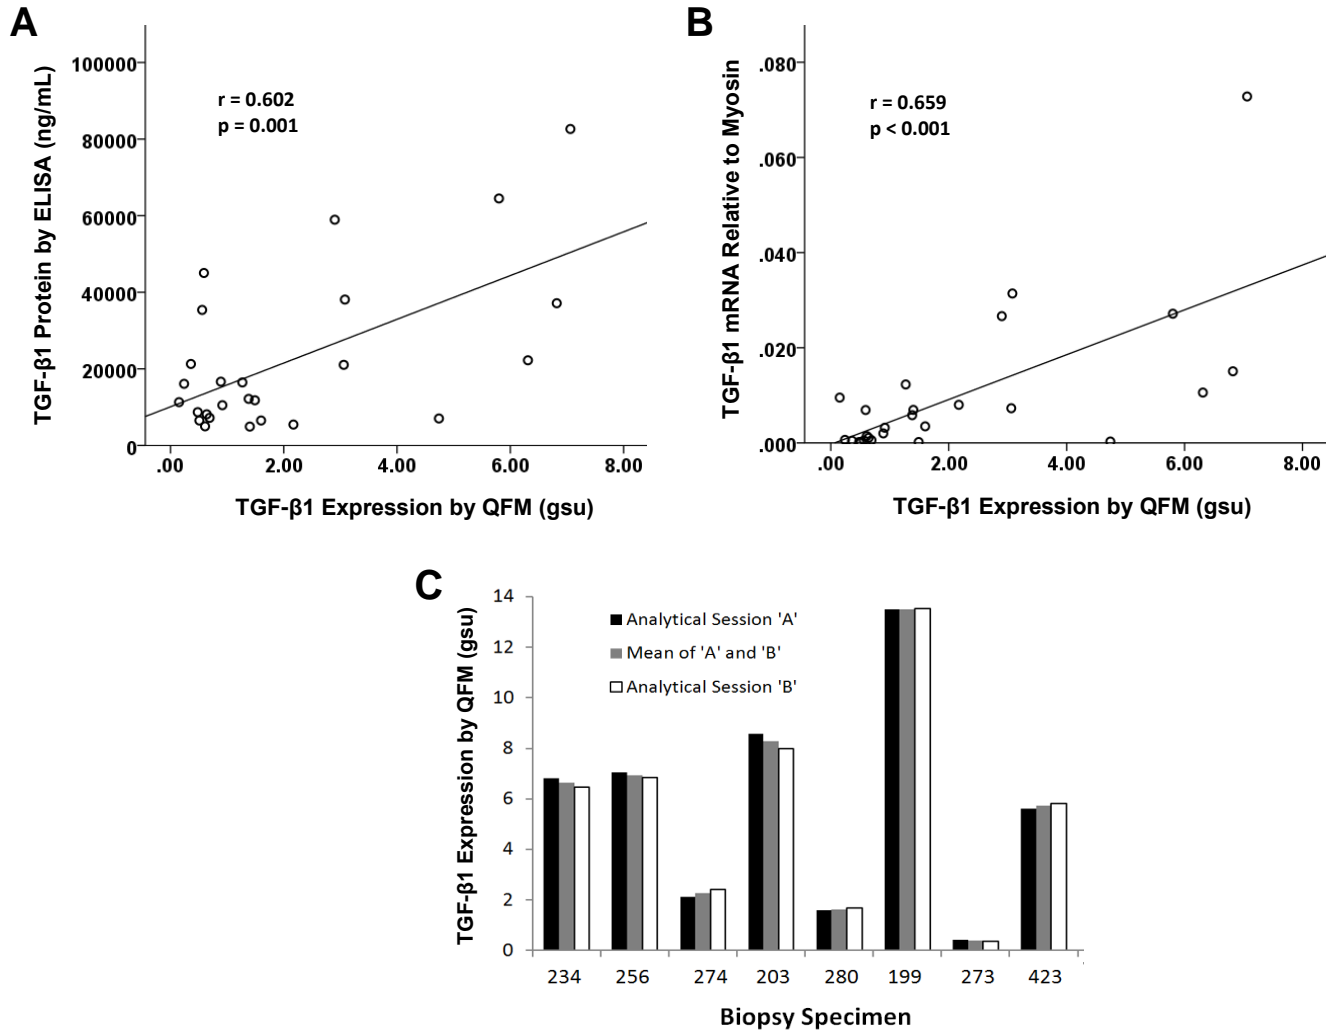 A
TGF-β1 Protein by ELISA (ng/mL)
100000
80000
60000
40000
20000
0
r = 0.602
p = 0.001
.00 2.00 4.00 6.00 8.00
TGF-β1 Expression by QFM (gsu)
B
TGF-β1 mRNA Relative to Myosin
.080
.060
.040
.020
.000
r = 0.659
p < 0.001
.00 2.00 4.00 6.00 8.00
TGF-β1 Expression by QFM (gsu)
C
TGF-β1 Expression by QFM (gsu)
14
12
10
8
6
4
2
0
Analytical Session 'A'
Mean of 'A' and 'B'
Analytical Session 'B'
234 256 274 203 280 199 273 423
Biopsy Specimen